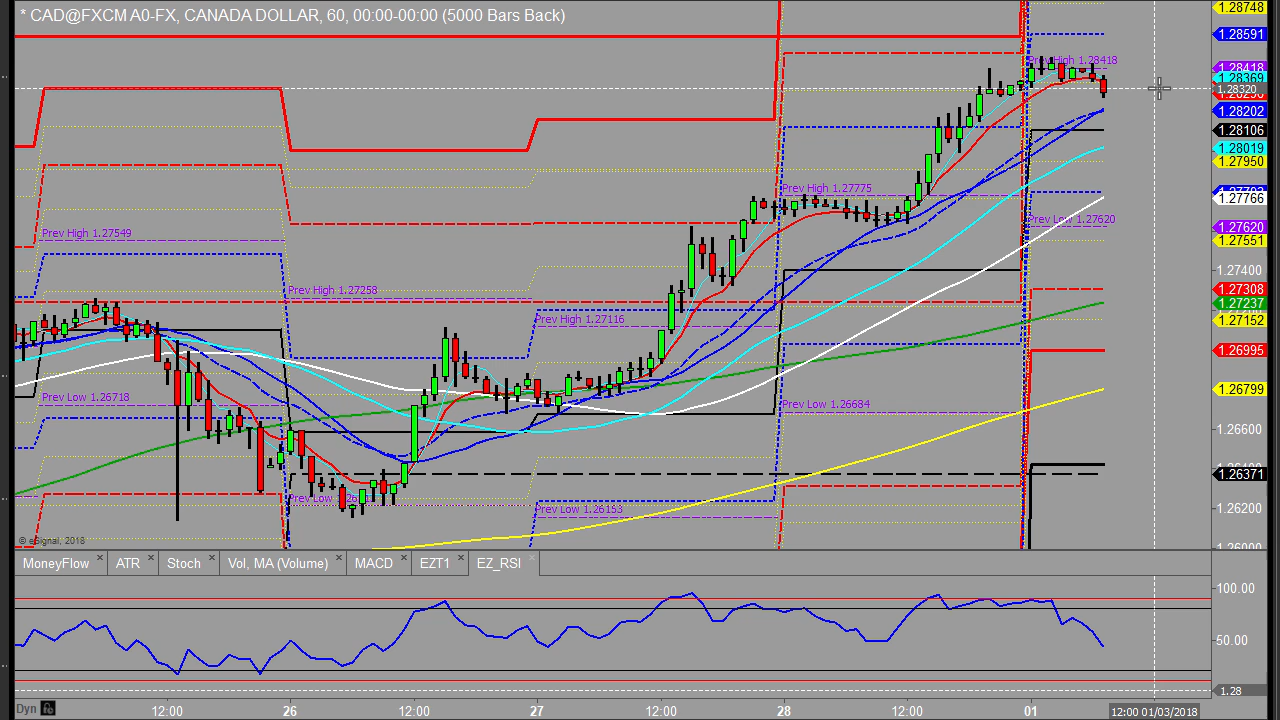 * CAD@FXCM A0-FX, CANADA DOLLAR, 60, 00:00-00:00 (5000 Bars Back)
1.28748
1.28591
Prev High 1.28418
1.28418
1.28369
1.28320
1.28202
1.28106
1.28019
1.27950
Prev High 1.27775
1.27766
Prev Low 1.27620
1.27620
Prev High 1.27549
1.27551
1.27400
Prev High 1.27258
1.27308
1.27237
Prev High 1.27116
1.27152
1.26995
Prev Low 1.26718
1.26799
Prev Low 1.26684
1.26600
1.26371
Prev Low
Prev Low 1.26153
1.26200
1.26000
© eSignal, 2018
MoneyFlow
ATR
Stoch
Vol, MA (Volume)
MACD
EZT1
EZ_RSI
100.00
50.00
1.28
Dyn
12:00
26
12:00
27
12:00
28
12:00
01
12:00 01/03/2018